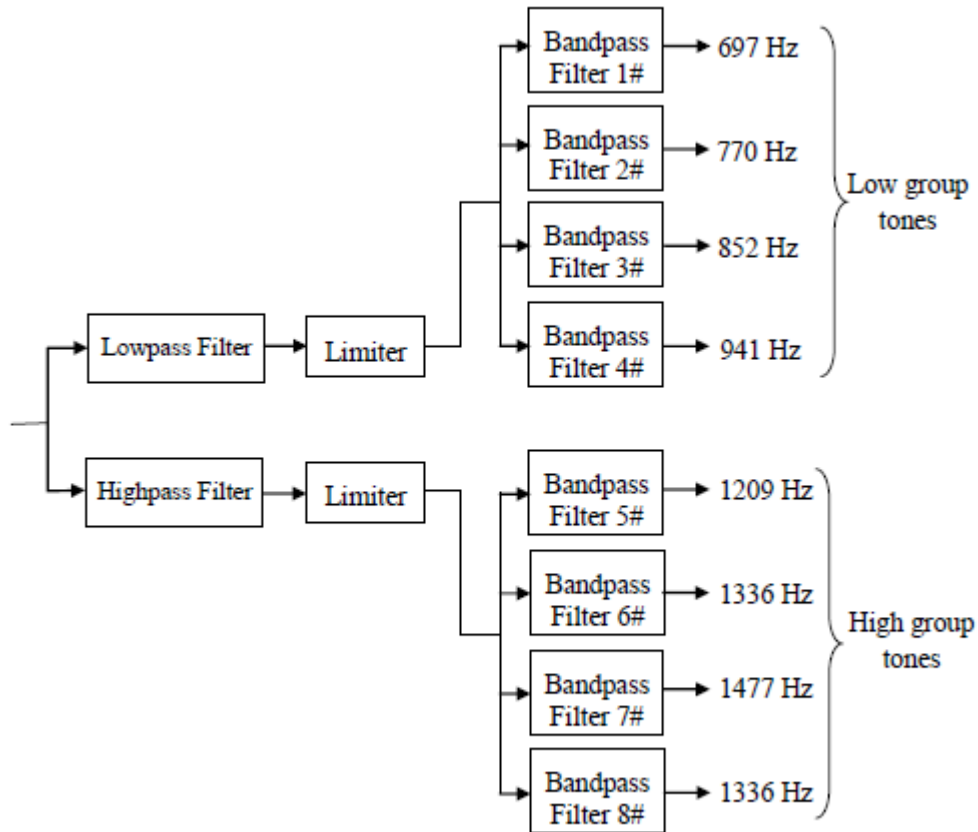 Bandpass
Filter 1#
697 Hz
Bandpass
Filter 2#
770 Hz
Low group
tones
Bandpass
Filter 3#
852 Hz
Lowpass Filter
Limiter
Bandpass
Filter 4#
941 Hz
Highpass Filter
Limiter
Bandpass
Filter 5#
1209 Hz
Bandpass
Filter 6#
1336 Hz
High group
tones
Bandpass
Filter 7#
1477 Hz
Bandpass
Filter 8#
1336 Hz